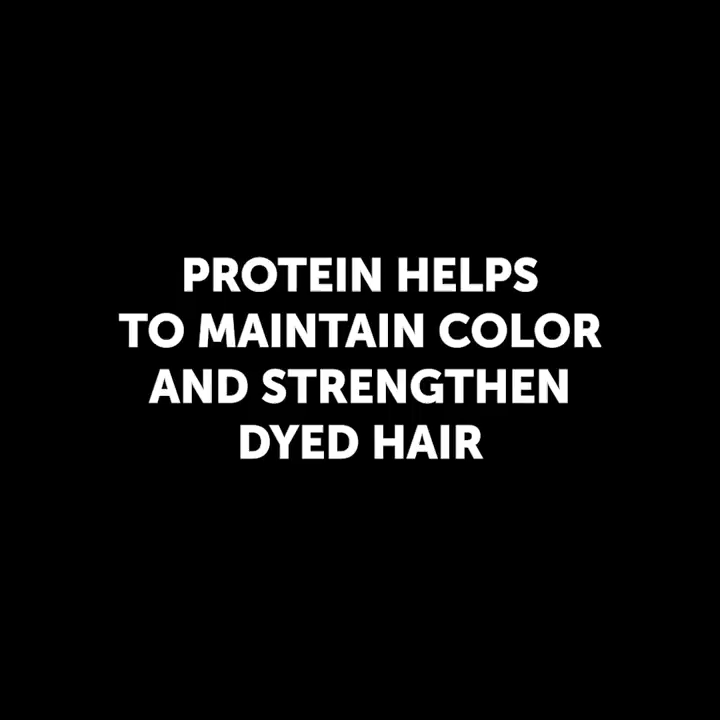 PROTEIN HELPS
TO MAINTAIN COLOR
AND STRENGTHEN
DYED HAIR